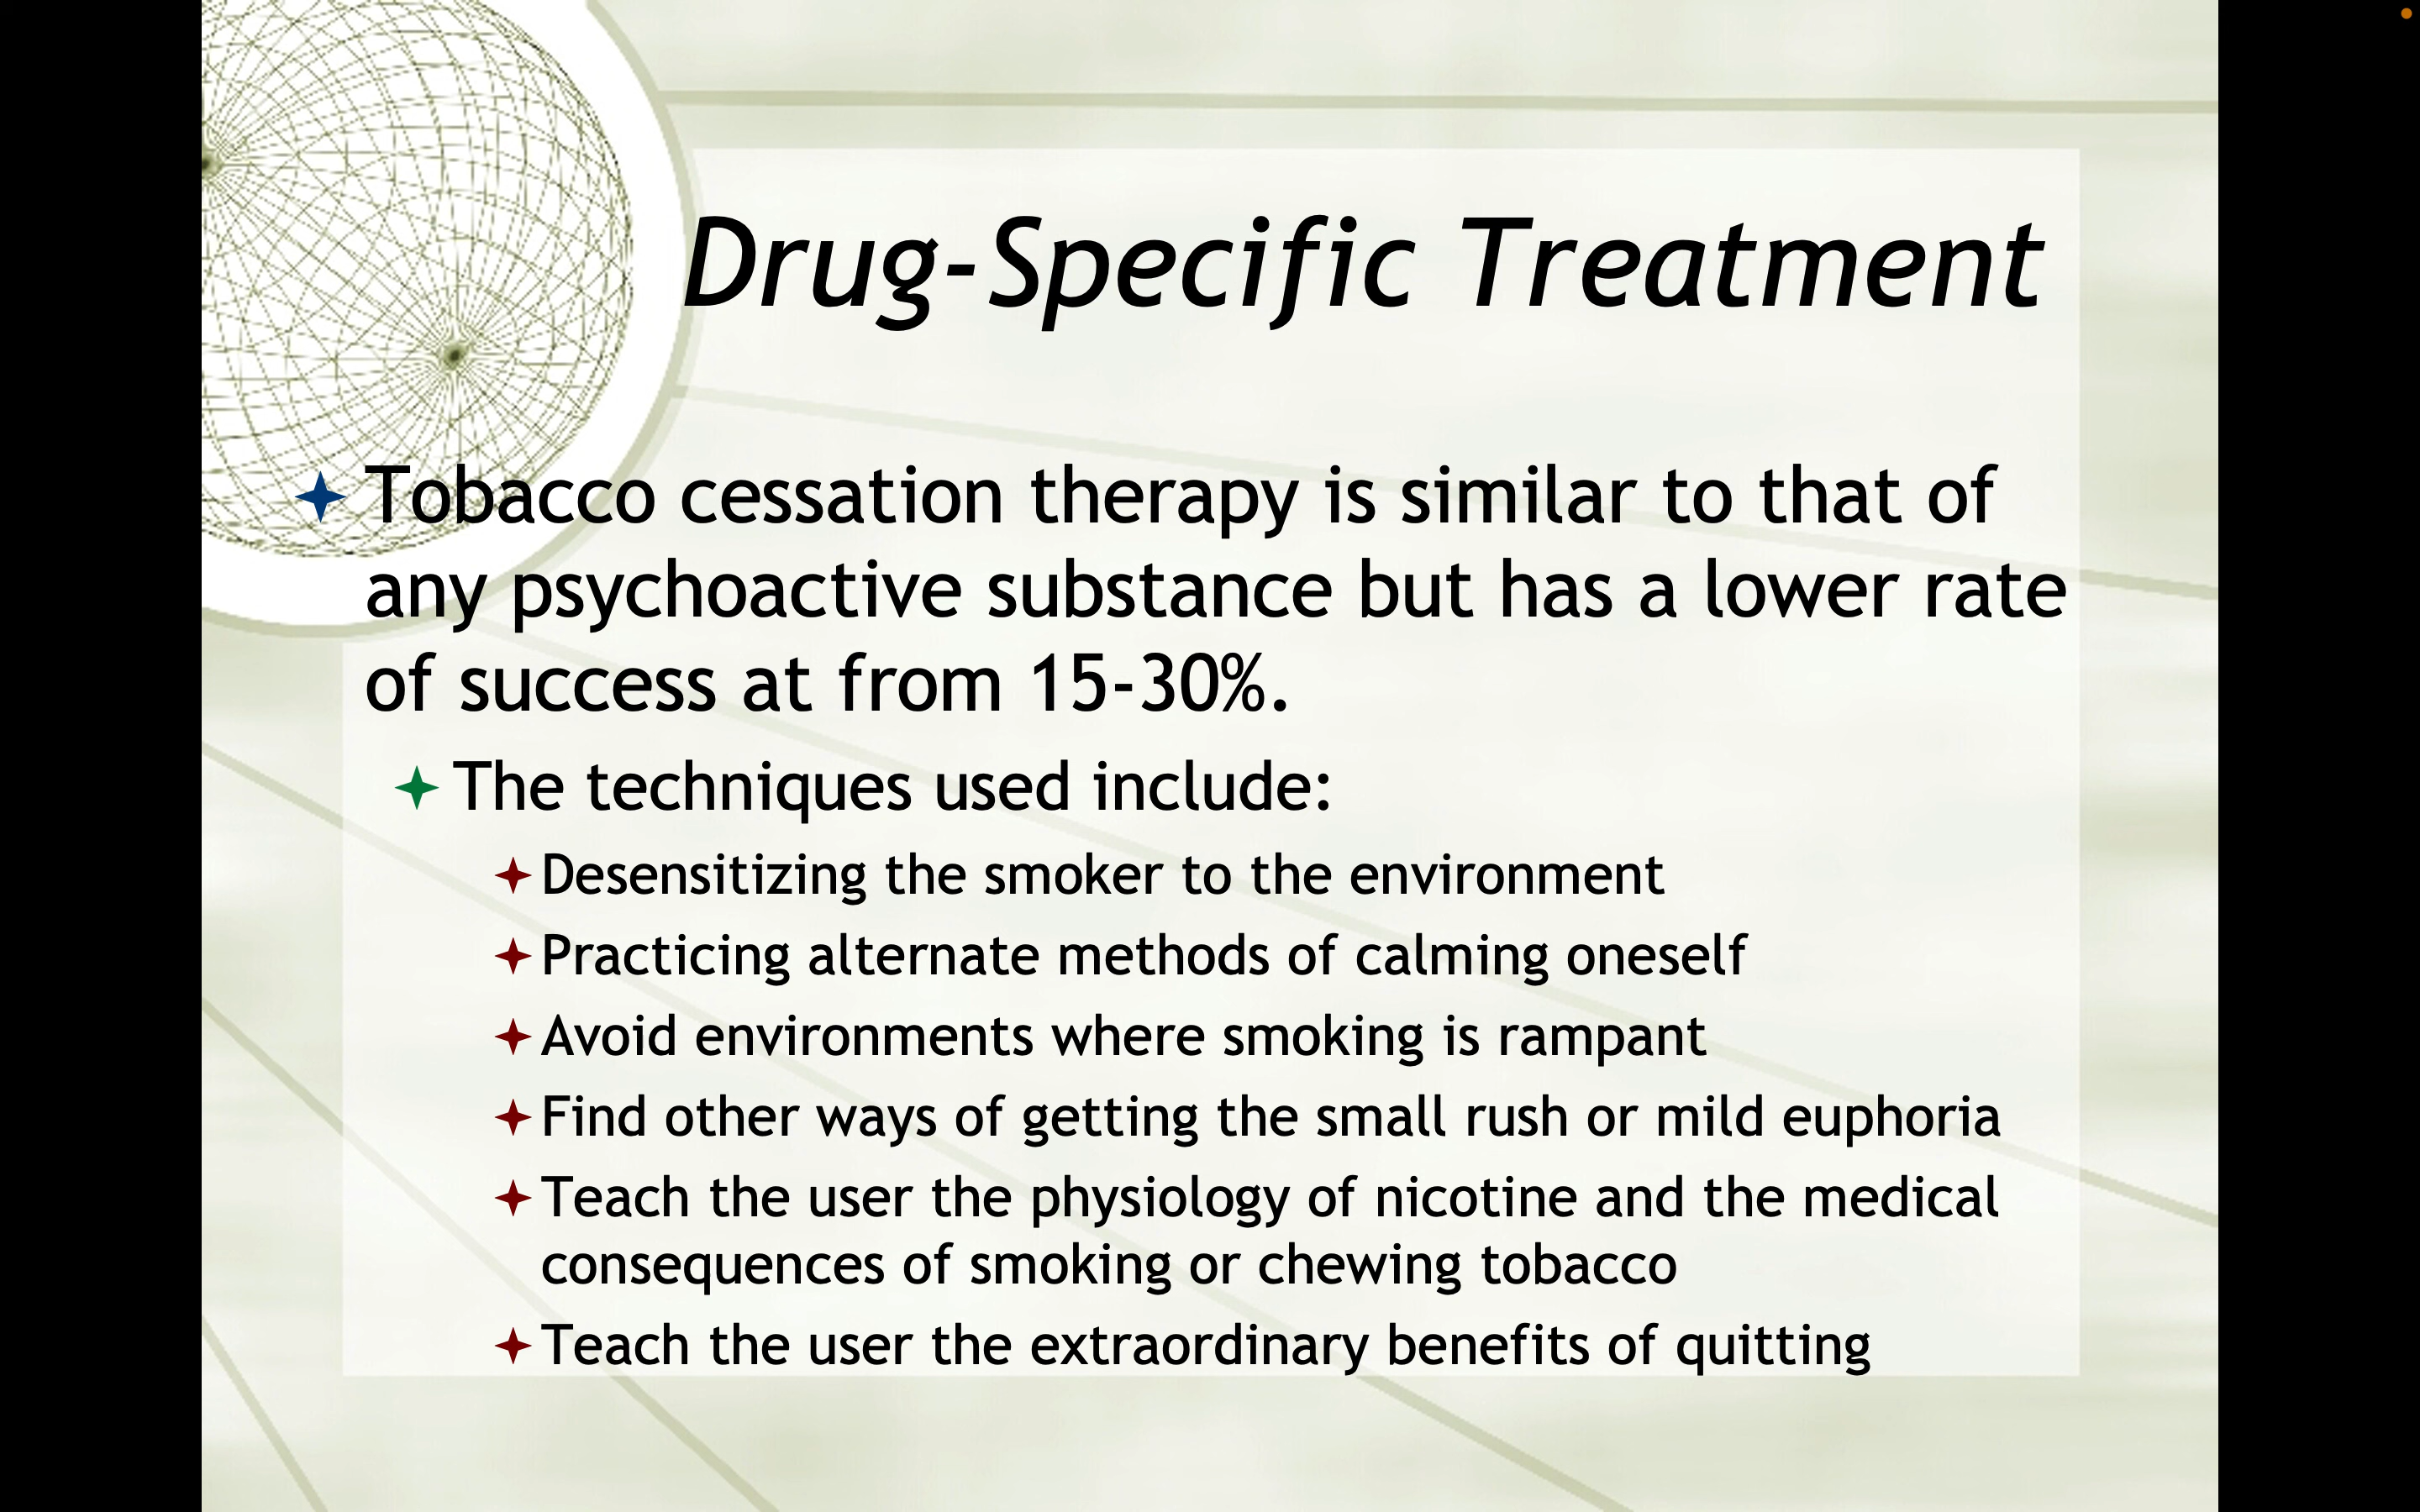 Drug-Specific Treatment
Tobacco cessation therapy is similar to that of
any psychoactive substance but has a lower rate
of success at from 15-30%.
The techniques used include:
Desensitizing the smoker to the environment
Practicing alternate methods of calming oneself
Avoid environments where smoking is rampant
Find other ways of getting the small rush or mild euphoria
Teach the user the physiology of nicotine and the medical
consequences of smoking or chewing tobacco
Teach the user the extraordinary benefits of quitting